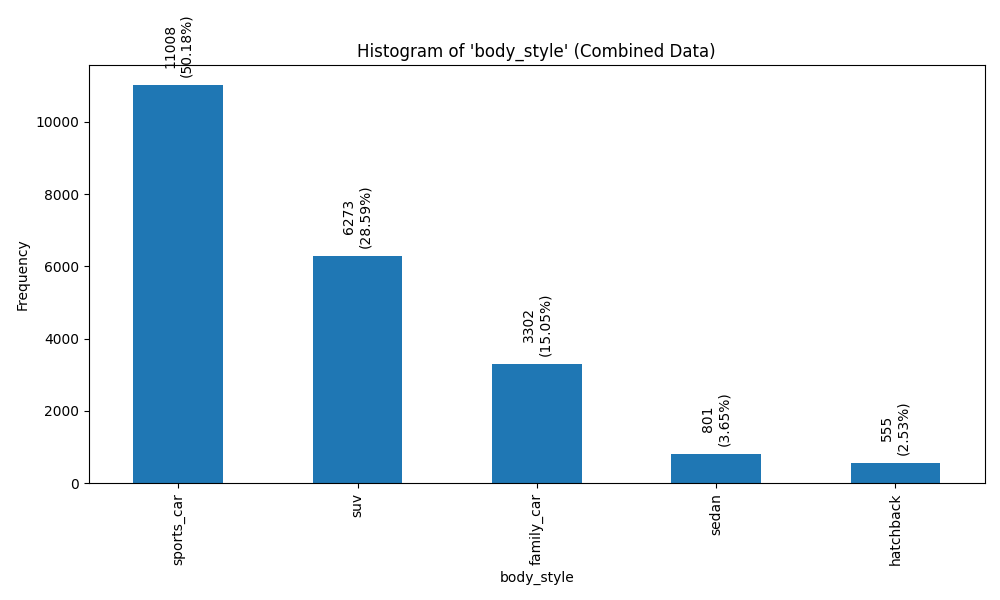 Histogram of 'body_style' (Combined Data)
11008
(50.18%)
6273
(28.59%)
3302
(15.05%)
801
(3.65%)
555
(2.53%)
Frequency
10000
8000
6000
4000
2000
0
sports_car
suv
family_car
sedan
hatchback
body_style